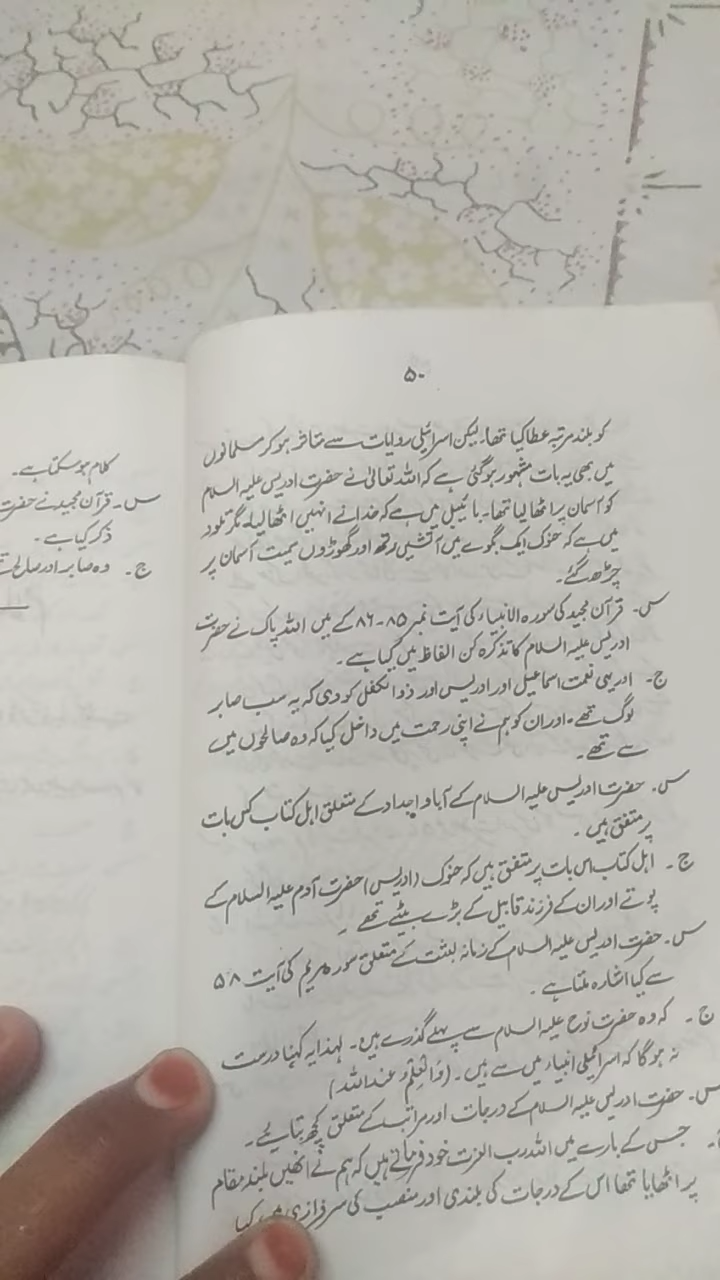 ۵۰
کو بلند مرتبہ عطا کیا تھا۔ لیکن اسرائیلی روایات سے متاثر ہو کر مسلمانوں
میں بھی یہ بات مشہور ہو گئی ہے کہ اللہ تعالیٰ نے حضرت ادریس علیہ السلام
کو آسمان پر اٹھا لیا تھا۔ بائیبل میں ہے کہ خدا نے انہیں اٹھا لیا۔ مگر تلمود
میں ہے کہ حنوک ایک بگولے میں آتشیں رتھ اور گھوڑوں سمیت آسمان پر
چڑھ گئے۔
س۔ قرآن مجید کی سورہ الانبیاء کی آیت نمبر ۸۵-۸۶ کے میں اللہ پاک نے حضرت
ادریس علیہ السلام کا تذکرہ کن الفاظ میں کیا ہے۔
ج۔ اور یہی نعمت اسماعیل اور ادریس اور ذوالکفل کو دی کہ یہ سب صابر
لوگ تھے۔ اور ان کو ہم نے اپنی رحمت میں داخل کیا کہ وہ صالحوں میں
سے تھے۔
س۔ حضرت ادریس علیہ السلام کے آباؤ اجداد کے متعلق اہل کتاب کس بات
پر متفق ہیں۔
ج۔ اہل کتاب اس بات پر متفق ہیں کہ حنوک (ادریس) حضرت آدم علیہ السلام کے
پوتے اور ان کے فرزند قابیل کے بڑے بیٹے تھے۔
س۔ حضرت ادریس علیہ السلام کے زمانہ بعثت کے متعلق سورہ مریم کی آیت ۵۸
سے کیا اشارہ ملتا ہے۔
ج۔ کہ وہ حضرت نوح علیہ السلام سے پہلے گذرے ہیں۔ لہذا یہ کہنا درست
نہ ہو گا کہ اسرائیلی انبیاء میں سے ہیں۔ (وَالْعِلْمُ عند اللہ)
س۔ حضرت ادریس علیہ السلام کے درجات اور مراتب کے متعلق کچھ بتائیے۔
جس کے بارے میں اللہ رب العزت خود فرماتے ہیں کہ ہم نے انھیں بلند مقام
پر اٹھایا تھا اس کے درجات کی بلندی اور منصب کی سرفرازی میں کیا
کلام ہو سکتا ہے۔
س۔ قرآن مجید نے حضرت
ذکر کیا ہے۔
ج۔ وہ صابر اور صالح